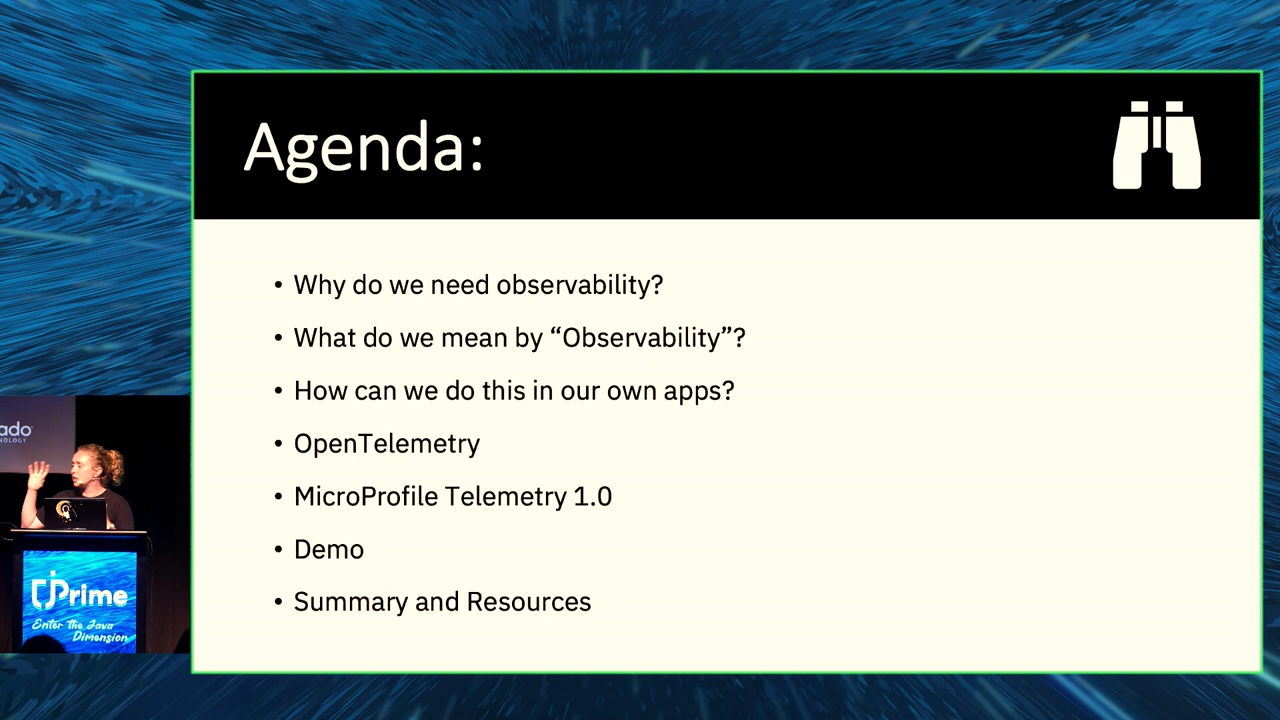 Agenda:
• Why do we need observability?
• What do we mean by “Observability”?
• How can we do this in our own apps?
• OpenTelemetry
• MicroProfile Telemetry 1.0
• Demo
• Summary and Resources
jPrime
Enter the Java
Dimension